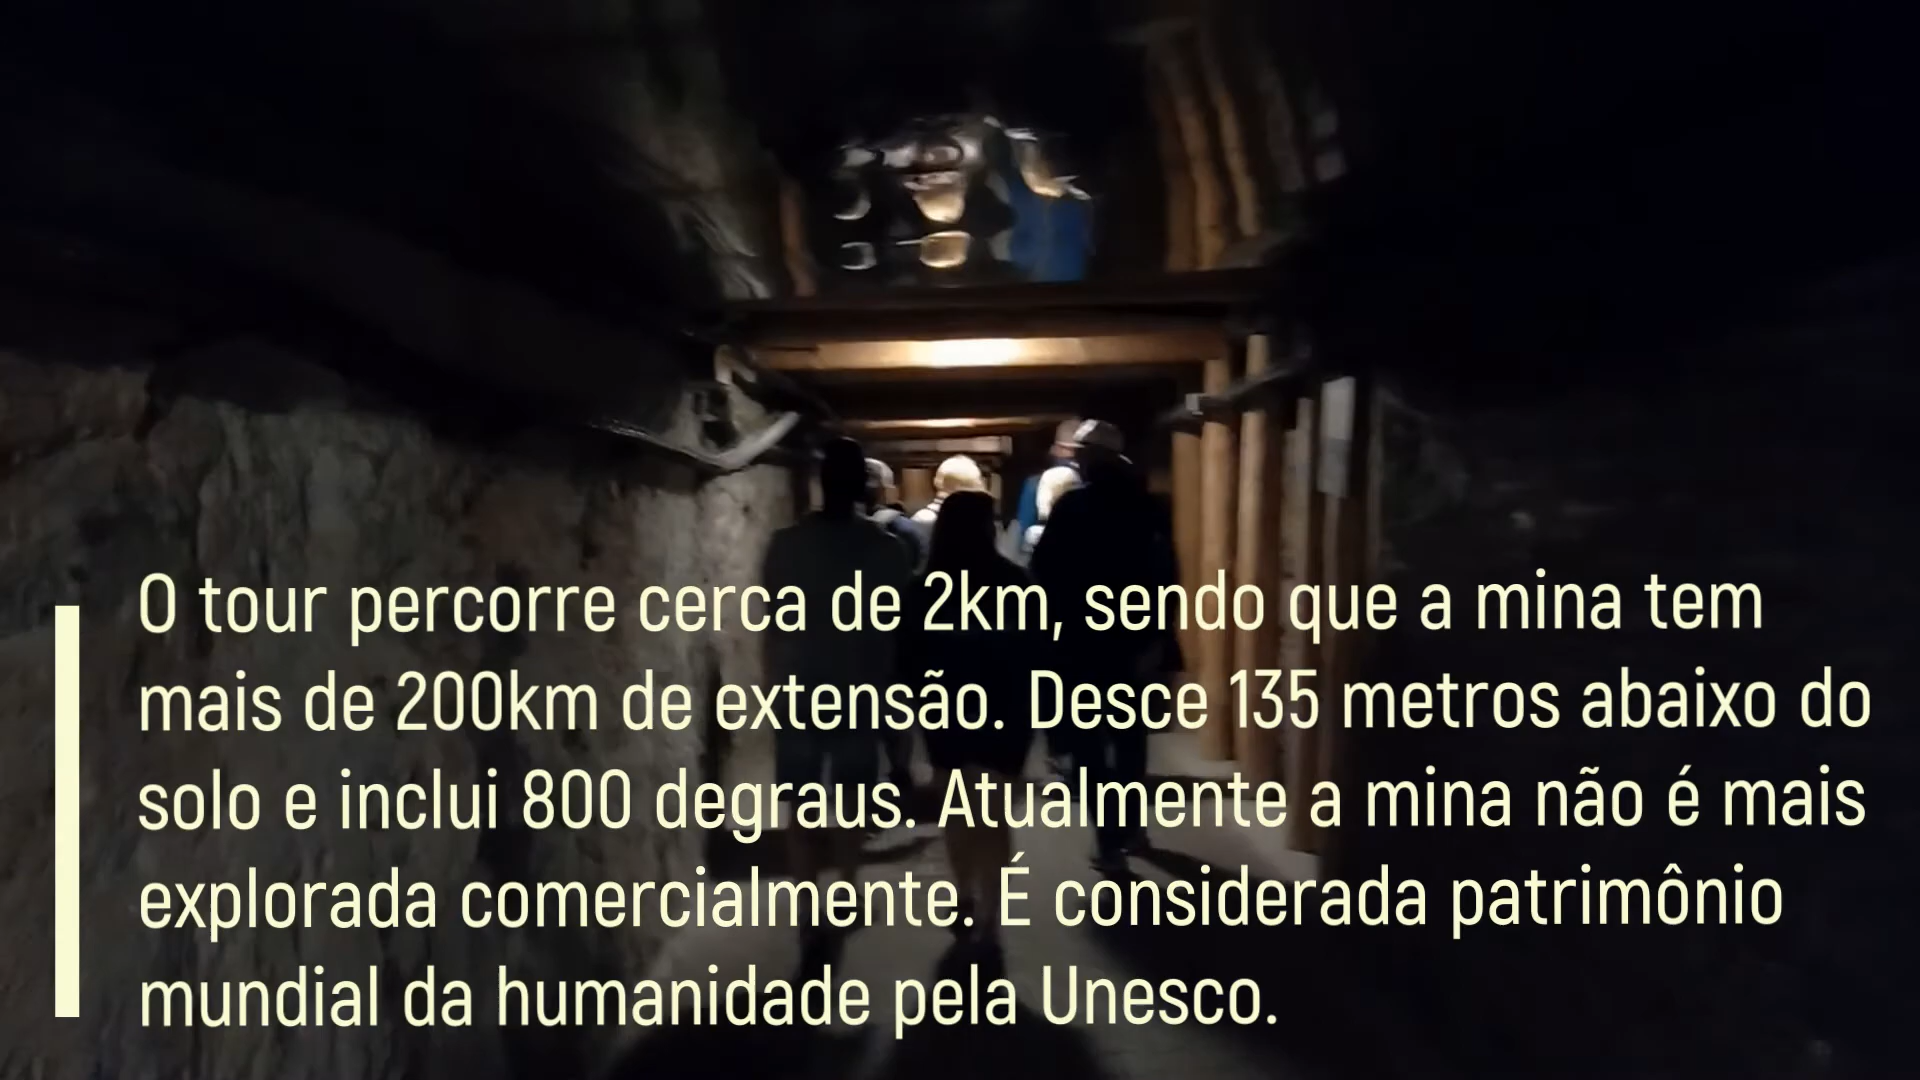 O tour percorre cerca de 2km, sendo que a mina tem
mais de 200km de extensão. Desce 135 metros abaixo do
solo e inclui 800 degraus. Atualmente a mina não é mais
explorada comercialmente. É considerada patrimônio
mundial da humanidade pela Unesco.